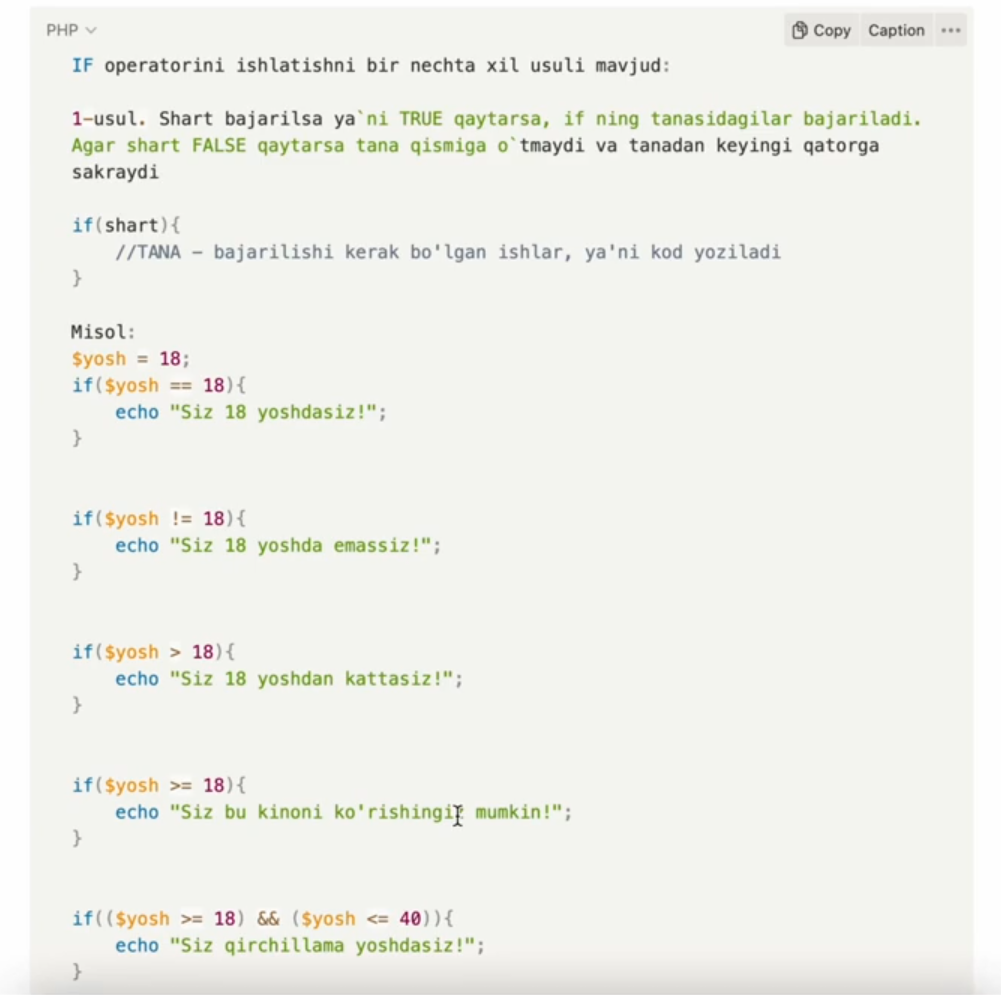 PHP
Copy Caption
IF operatorini ishlatishni bir nechta xil usuli mavjud:
1-usul. Shart bajarilsa ya`ni TRUE qaytarsa, if ning tanasidagilar bajariladi.
Agar shart FALSE qaytarsa tana qismiga o`tmaydi va tanadan keyingi qatorga
sakraydi
if(shart){
    //TANA - bajarilishi kerak bo'lgan ishlar, ya'ni kod yoziladi
}
Misol:
$yosh = 18;
if($yosh == 18){
    echo "Siz 18 yoshdasiz!";
}
if($yosh != 18){
    echo "Siz 18 yoshda emassiz!";
}
if($yosh > 18){
    echo "Siz 18 yoshdan kattasiz!";
}
if($yosh >= 18){
    echo "Siz bu kinoni ko'rishingiz mumkin!";
}
if(($yosh >= 18) && ($yosh <= 40)){
    echo "Siz qirchillama yoshdasiz!";
}